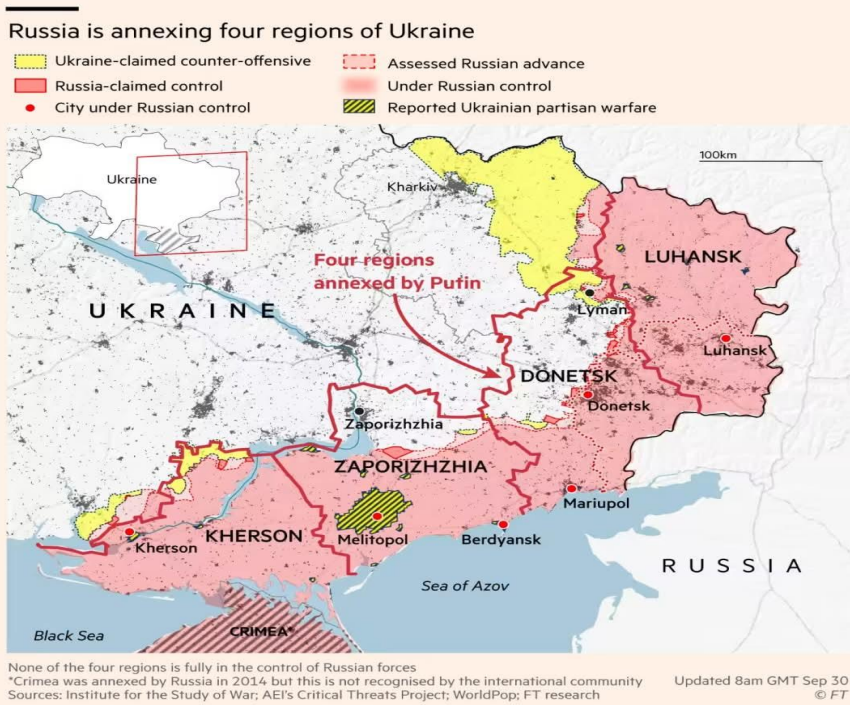 Russia is annexing four regions of Ukraine
Ukraine-claimed counter-offensive
Assessed Russian advance
Russia-claimed control
Under Russian control
City under Russian control
Reported Ukrainian partisan warfare
100km
Ukraine
Kharkiv
Four regions
annexed by Putin
LUHANSK
UKRAINE
Lyman
Luhansk
DONETSK
Donetsk
Zaporizhzhia
ZAPORIZHZHIA
Mariupol
KHERSON
Kherson
Melitopol
Berdyansk
RUSSIA
Sea of Azov
Black Sea
CRIMEA*
None of the four regions is fully in the control of Russian forces
*Crimea was annexed by Russia in 2014 but this is not recognised by the international community
Updated 8am GMT Sep 30
Sources: Institute for the Study of War; AEI's Critical Threats Project; WorldPop; FT research
© FT